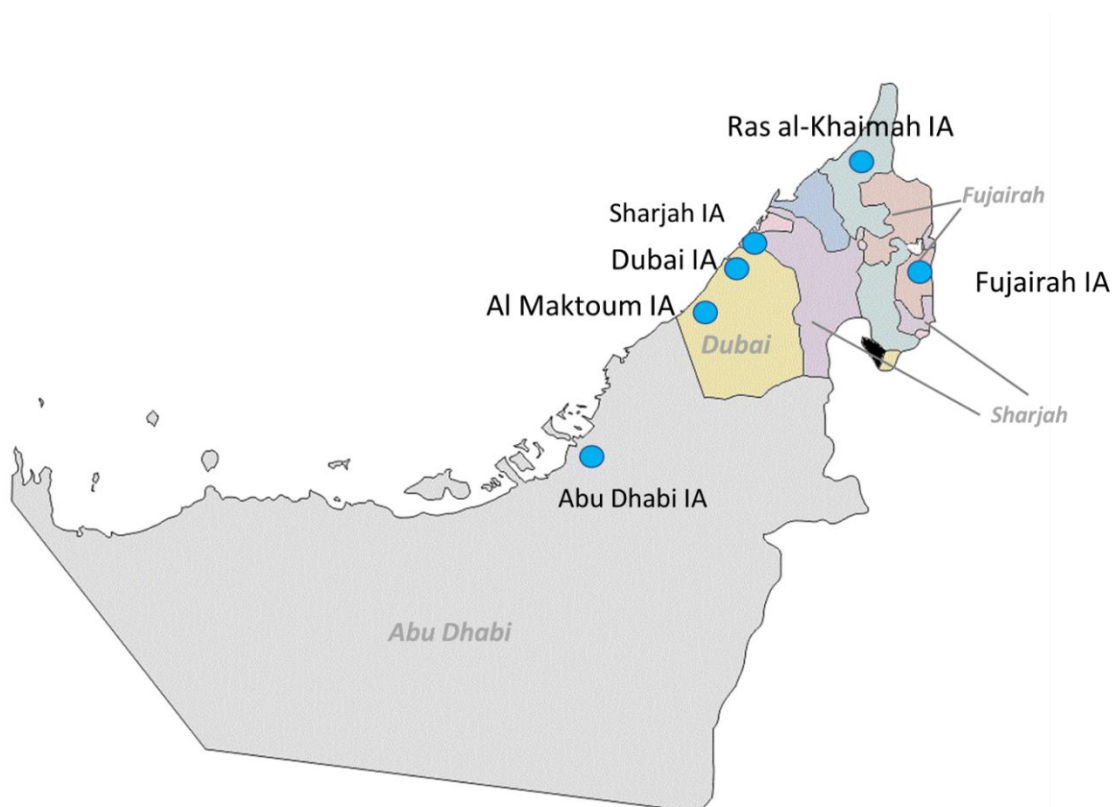 Ras al-Khaimah IA
Fujairah
Sharjah IA
Dubai IA
Fujairah IA
Al Maktoum IA
Dubai
Sharjah
Abu Dhabi IA
Abu Dhabi